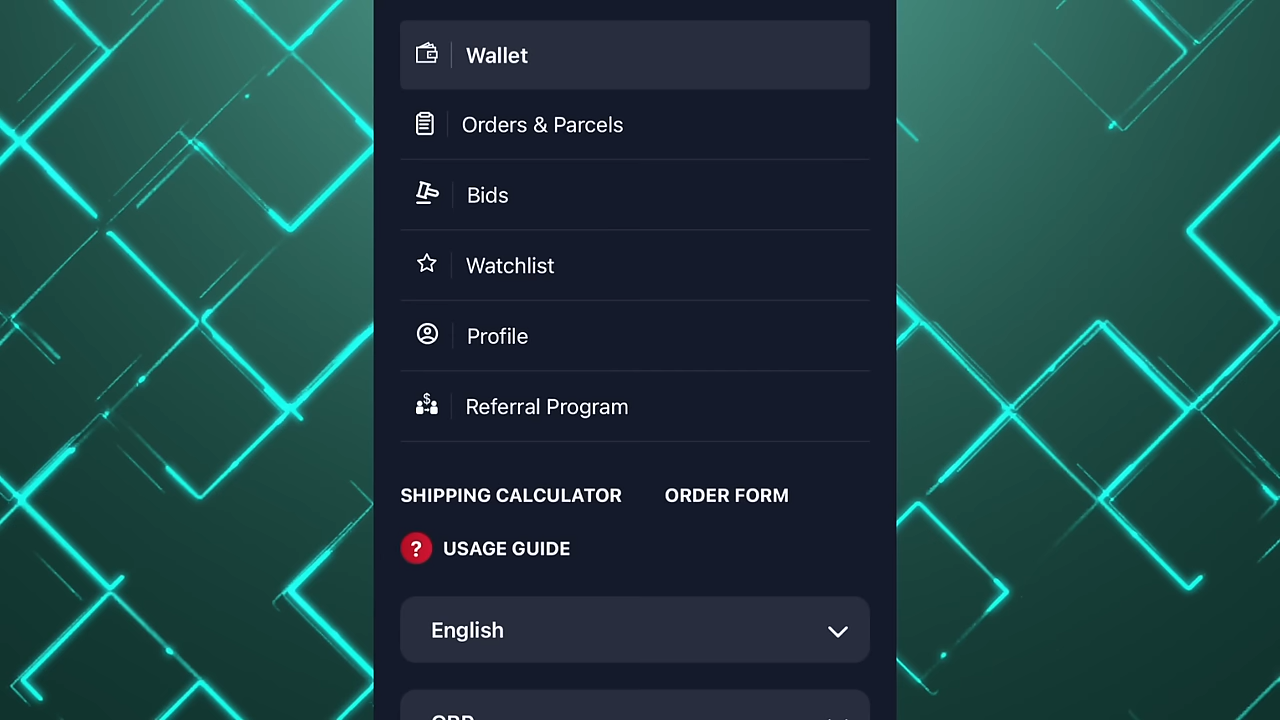 Wallet
Orders & Parcels
Bids
Watchlist
Profile
$
Referral Program
SHIPPING CALCULATOR ORDER FORM
? USAGE GUIDE
English